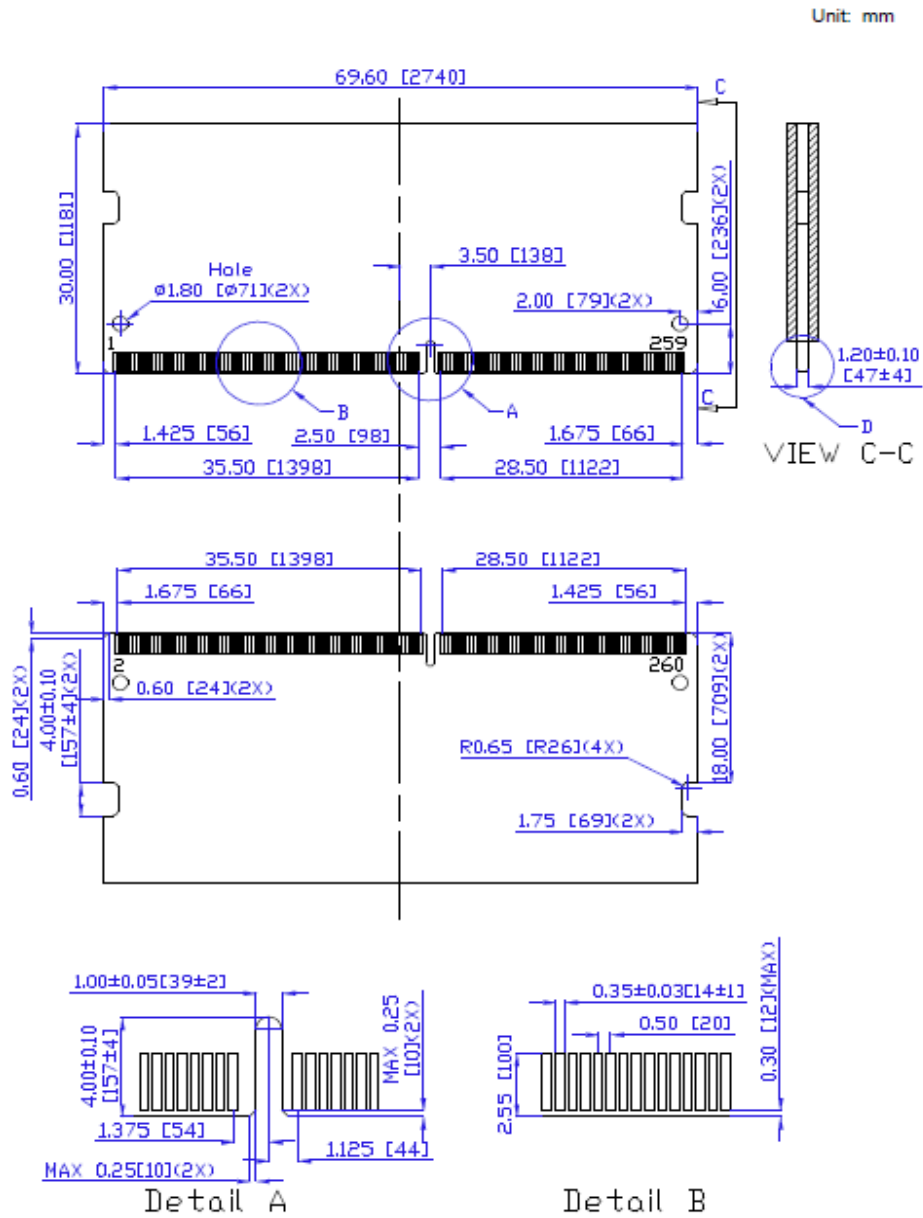 Unit: mm
69.60 [2740]
C
30.00 [1181]
6.00 [236](2X)
3.50 [138]
Hole
ø1.80 [ø71](2X)
2.00 [79](2X)
1
259
1.20±0.10
[47±4]
B
A
C
D
1.425 [56]
2.50 [98]
1.675 [66]
VIEW C-C
35.50 [1398]
28.50 [1122]
35.50 [1398]
28.50 [1122]
1.675 [66]
1.425 [56]
2
260
0.60 [24](2X)
0.60 [24](2X)
4.00±0.10
[157±4](2X)
18.00 [709](2X)
R0.65 [R26](4X)
1.75 [69](2X)
1.00±0.05[39±2]
4.00±0.10
[157±4]
MAX 0.25
[10](2X)
1.375 [54]
1.125 [44]
MAX 0.25[10](2X)
Detail A
0.35±0.03[14±1]
0.50 [20]
0.30 [12](MAX)
2.55 [100]
Detail B